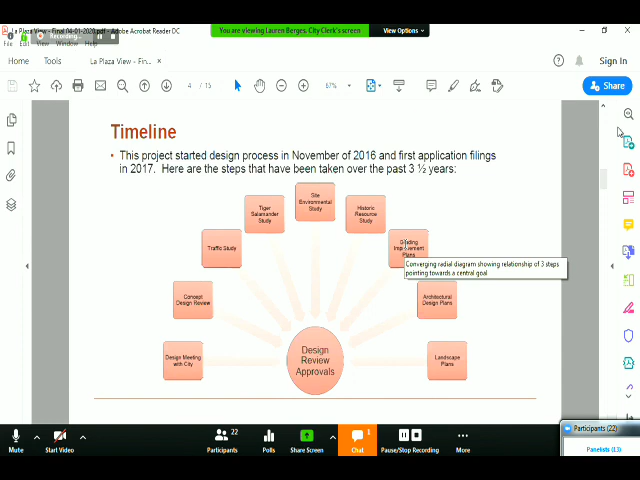 La Plaza View - Final 04-01-2020.pdf - Adobe Acrobat Reader DC
Recording...
You are viewing Lauren Berges, City Clerk's screen
View Options
File
View
Window
Help
Home
Tools
La Plaza View - Fin...
Sign In
4 / 15
67%
Share
Timeline
• This project started design process in November of 2016 and first application filings
in 2017. Here are the steps that have been taken over the past 3 ½ years:
Site
Environmental
Study
Tiger
Salamander
Study
Historic
Resource
Study
Traffic Study
Grading
Improvement
Plans
Converging radial diagram showing relationship of 3 steps
pointing towards a central goal
Concept
Design Review
Architectural
Design Plans
Design Meeting
with City
Design
Review
Approvals
Landscape
Plans
22
1
Participants (22)
Mute
Start Video
Participants
Polls
Share Screen
Chat
Pause/Stop Recording
More
Panelists (13)